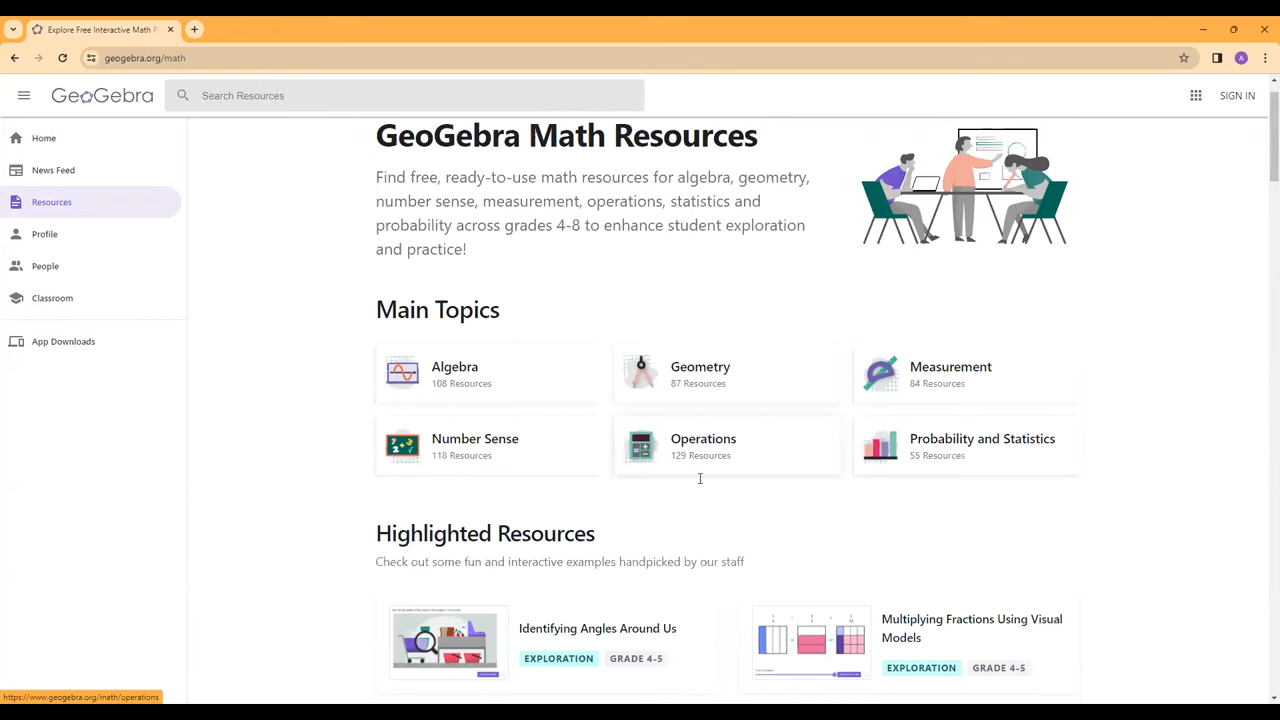 Explore Free Interactive Math R
geogebra.org/math
A
GeoGebra
Search Resources
SIGN IN
Home
News Feed
Resources
Profile
People
Classroom
App Downloads
GeoGebra Math Resources
Find free, ready-to-use math resources for algebra, geometry,
number sense, measurement, operations, statistics and
probability across grades 4-8 to enhance student exploration
and practice!
Main Topics
Algebra
108 Resources
Geometry
87 Resources
Measurement
84 Resources
Number Sense
118 Resources
Operations
129 Resources
Probability and Statistics
55 Resources
Highlighted Resources
Check out some fun and interactive examples handpicked by our staff
Identifying Angles Around Us
EXPLORATION GRADE 4-5
Multiplying Fractions Using Visual
Models
EXPLORATION GRADE 4-5
https://www.geogebra.org/math/operations